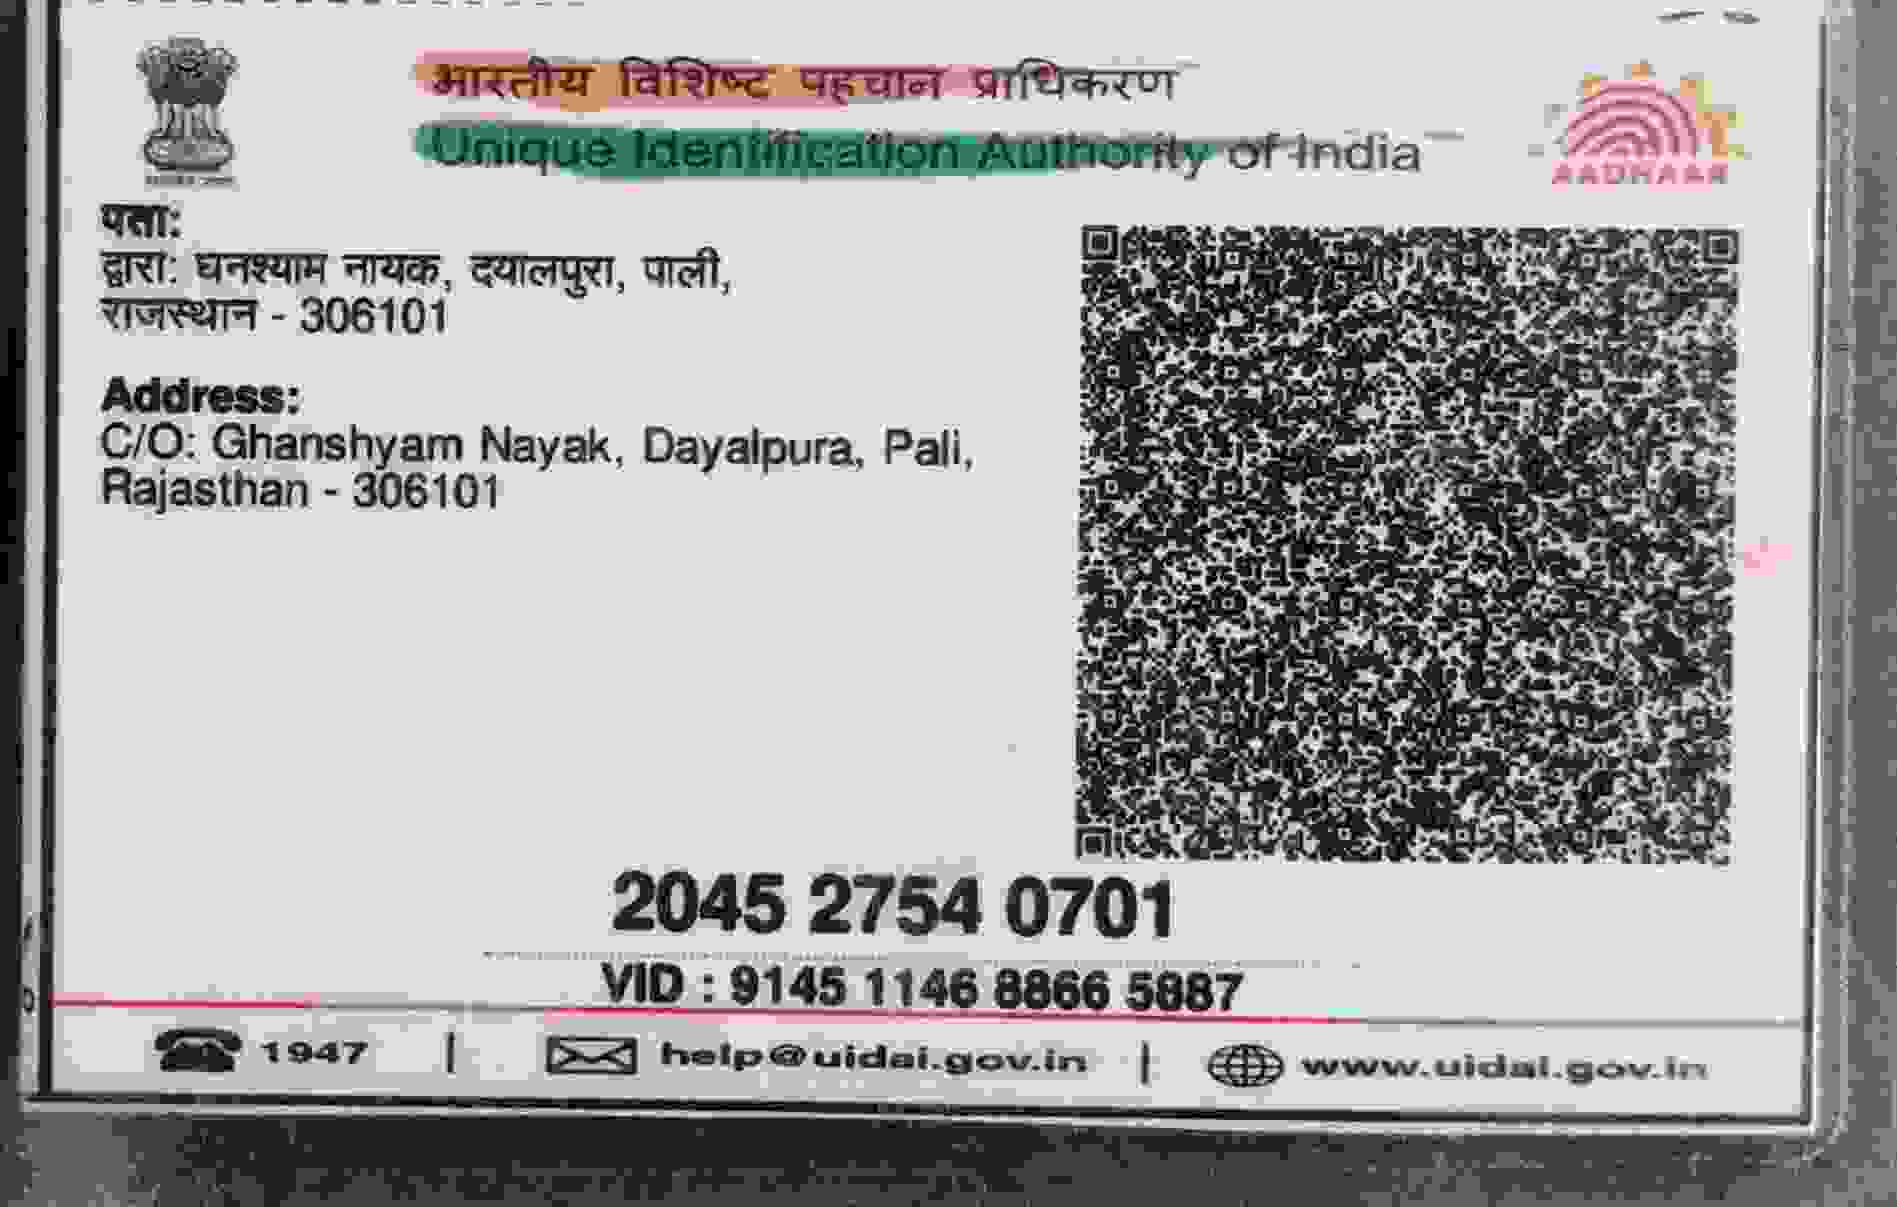 भारतीय विशिष्ट पहचान प्राधिकरण
Unique Identification Authority of India
AADHAAR
पता:
द्वारा: घनश्याम नायक, दयालपुरा, पाली,
राजस्थान - 306101
Address:
C/O: Ghanshyam Nayak, Dayalpura, Pali,
Rajasthan - 306101
2045 2754 0701
VID : 9145 1146 8866 5887
1947 | help@uidai.gov.in | www.uidai.gov.in